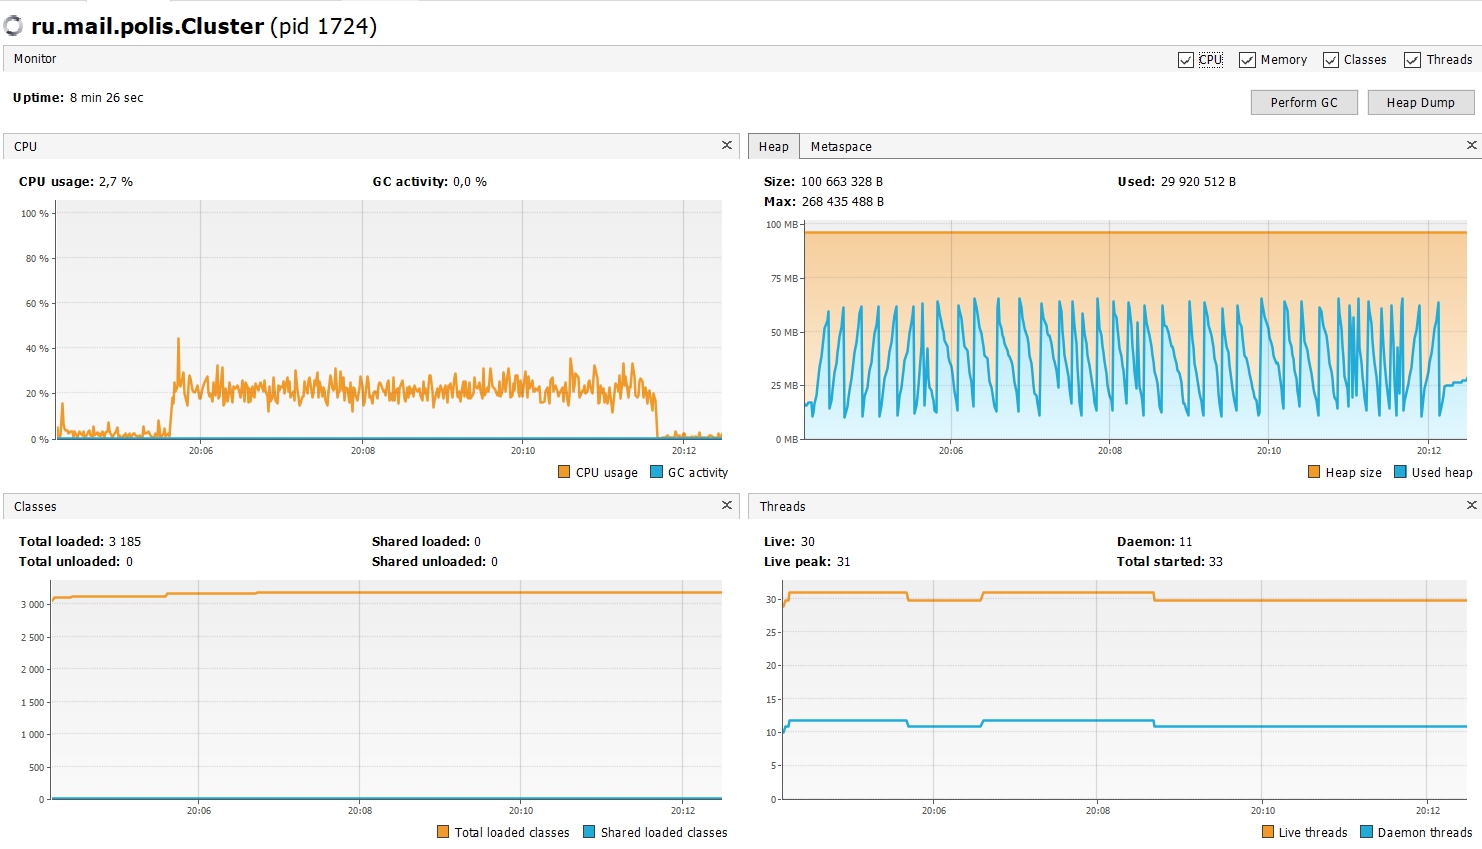 ru.mail.polis.Cluster (pid 1724)
Monitor
CPU Memory Classes Threads
Uptime: 8 min 26 sec
Perform GC Heap Dump
CPU
CPU usage: 2,7 % GC activity: 0,0 %
100 %
80 %
60 %
40 %
20 %
0 %
20:06 20:08 20:10 20:12
CPU usage GC activity
Heap Metaspace
Size: 100 663 328 B Used: 29 920 512 B
Max: 268 435 488 B
100 MB
75 MB
50 MB
25 MB
0 MB
20:06 20:08 20:10 20:12
Heap size Used heap
Classes
Total loaded: 3 185 Shared loaded: 0
Total unloaded: 0 Shared unloaded: 0
3 000
2 500
2 000
1 500
1 000
500
0
20:06 20:08 20:10 20:12
Total loaded classes Shared loaded classes
Threads
Live: 30 Daemon: 11
Live peak: 31 Total started: 33
30
25
20
15
10
5
0
20:06 20:08 20:10 20:12
Live threads Daemon threads